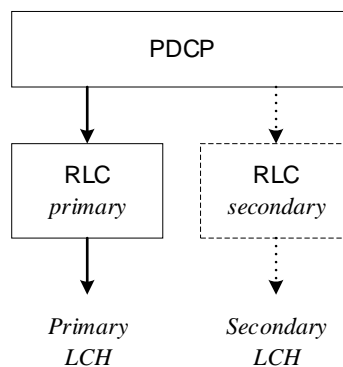 PDCP
RLC
primary
RLC
secondary
Primary
LCH
Secondary
LCH